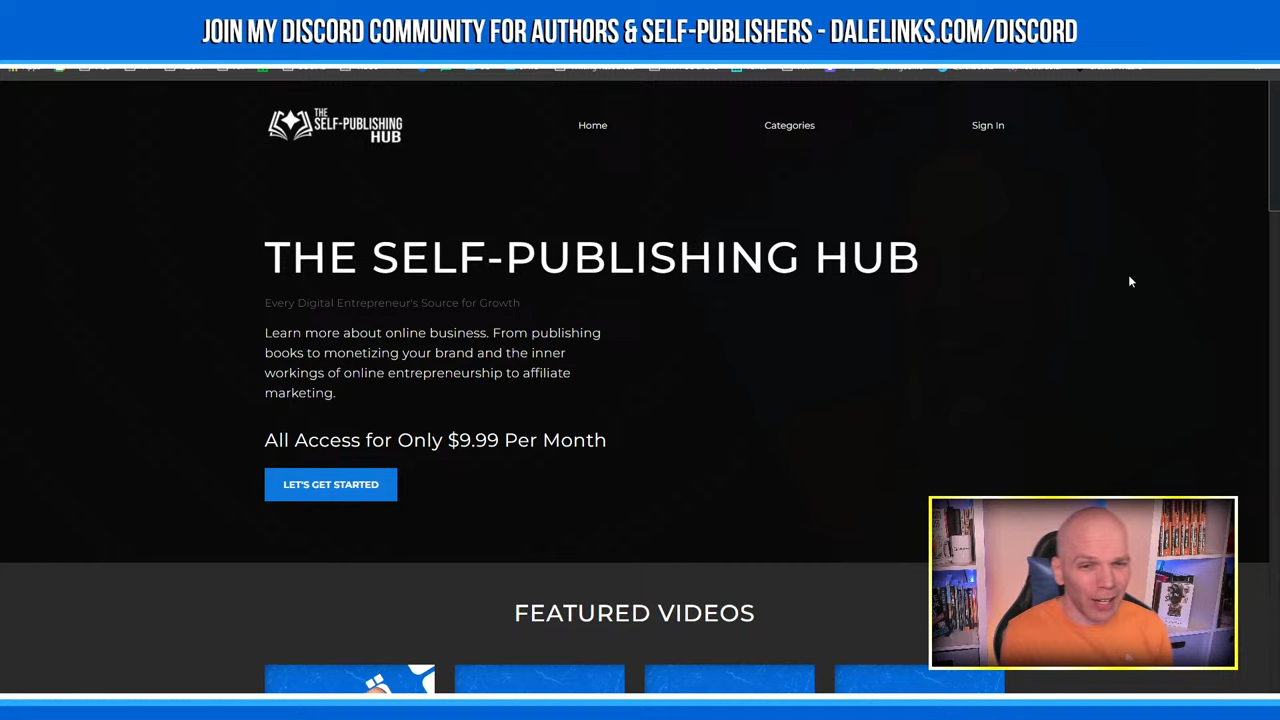 JOIN MY DISCORD COMMUNITY FOR AUTHORS & SELF-PUBLISHERS - DALELINKS.COM/DISCORD
THE
SELF-PUBLISHING
HUB
Home
Categories
Sign In
THE SELF-PUBLISHING HUB
Every Digital Entrepreneur's Source for Growth
Learn more about online business. From publishing
books to monetizing your brand and the inner
workings of online entrepreneurship to affiliate
marketing.
All Access for Only $9.99 Per Month
LET'S GET STARTED
FEATURED VIDEOS